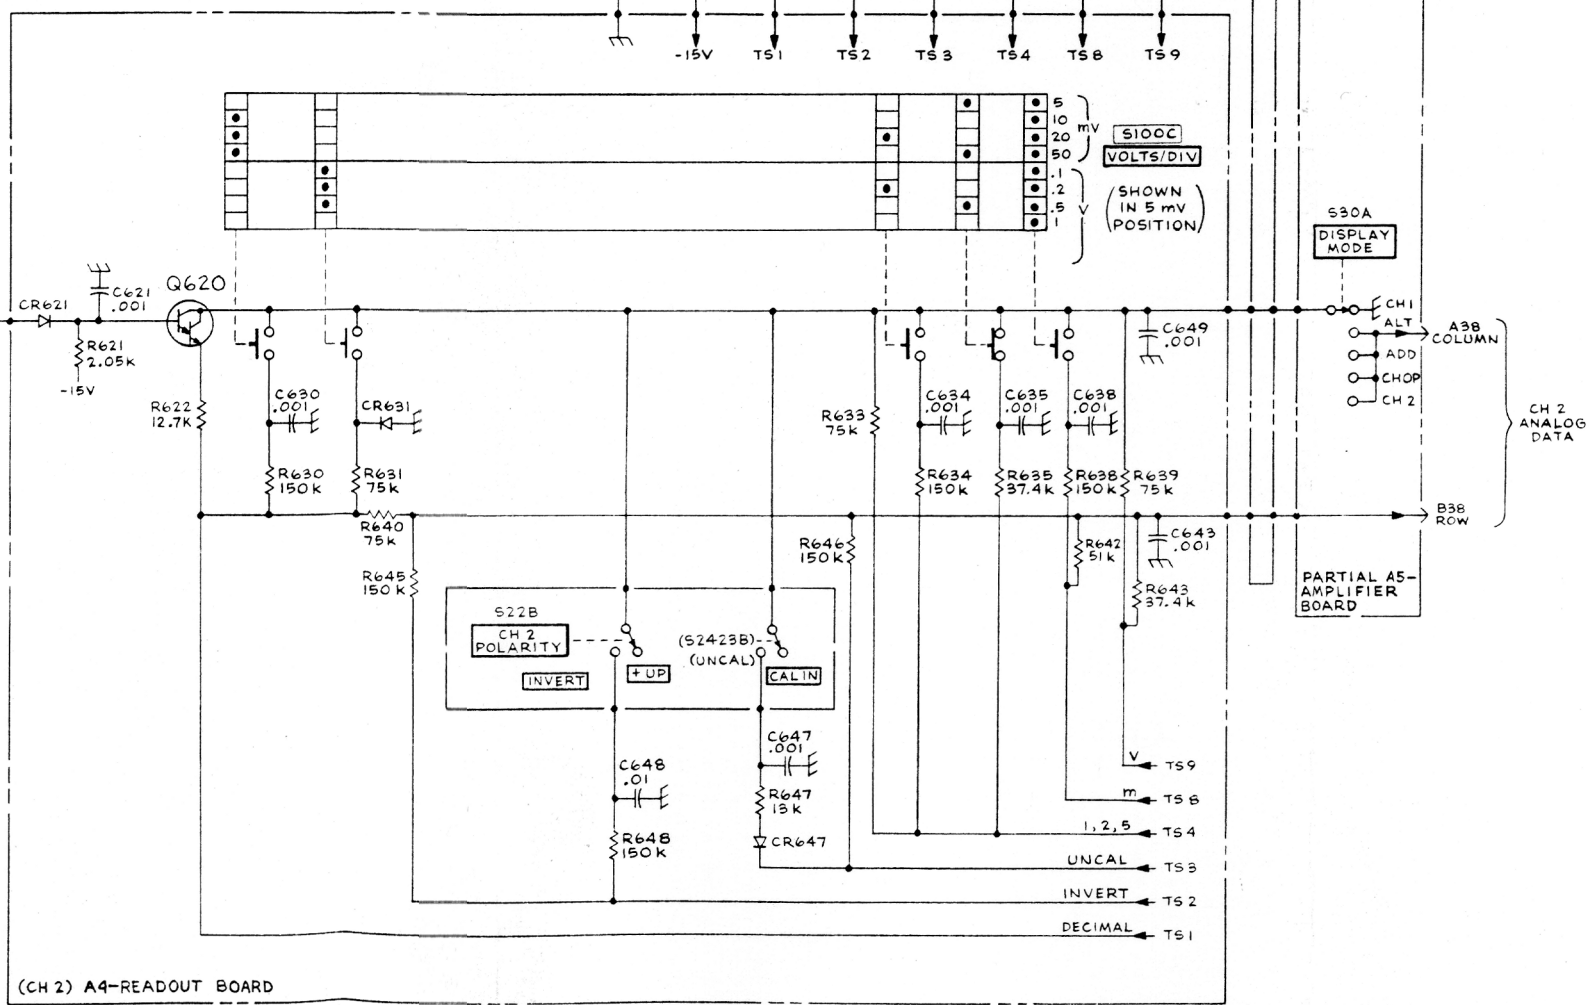 -15V TS1 TS2 TS3 TS4 TS8 TS9
5
10
20
50
mV
.1
.2
.5
1
V
S100C
VOLTS/DIV
(SHOWN
IN 5 mV
POSITION)
S30A
DISPLAY
MODE
CH1
ALT
ADD
CHOP
CH 2
A38
COLUMN
CH 2
ANALOG
DATA
B38
ROW
CR621
C621
.001
Q620
R621
2.05K
-15V
R622
12.7K
C630
.001
CR631
R630
150K
R631
75K
R640
75K
R645
150K
R633
75K
C634
.001
C635
.001
C638
.001
C649
.001
R634
150K
R635
37.4K
R638
150K
R639
75K
R646
150K
R642
51K
C643
.001
R643
37.4K
PARTIAL A5-
AMPLIFIER
BOARD
S22B
CH 2
POLARITY
INVERT
+ UP
(S2423B)
(UNCAL)
CAL IN
C648
.01
R648
150K
C647
.001
R647
13K
CR647
V TS9
m TS8
1, 2, 5 TS4
UNCAL TS3
INVERT TS2
DECIMAL TS1
(CH 2) A4-READOUT BOARD